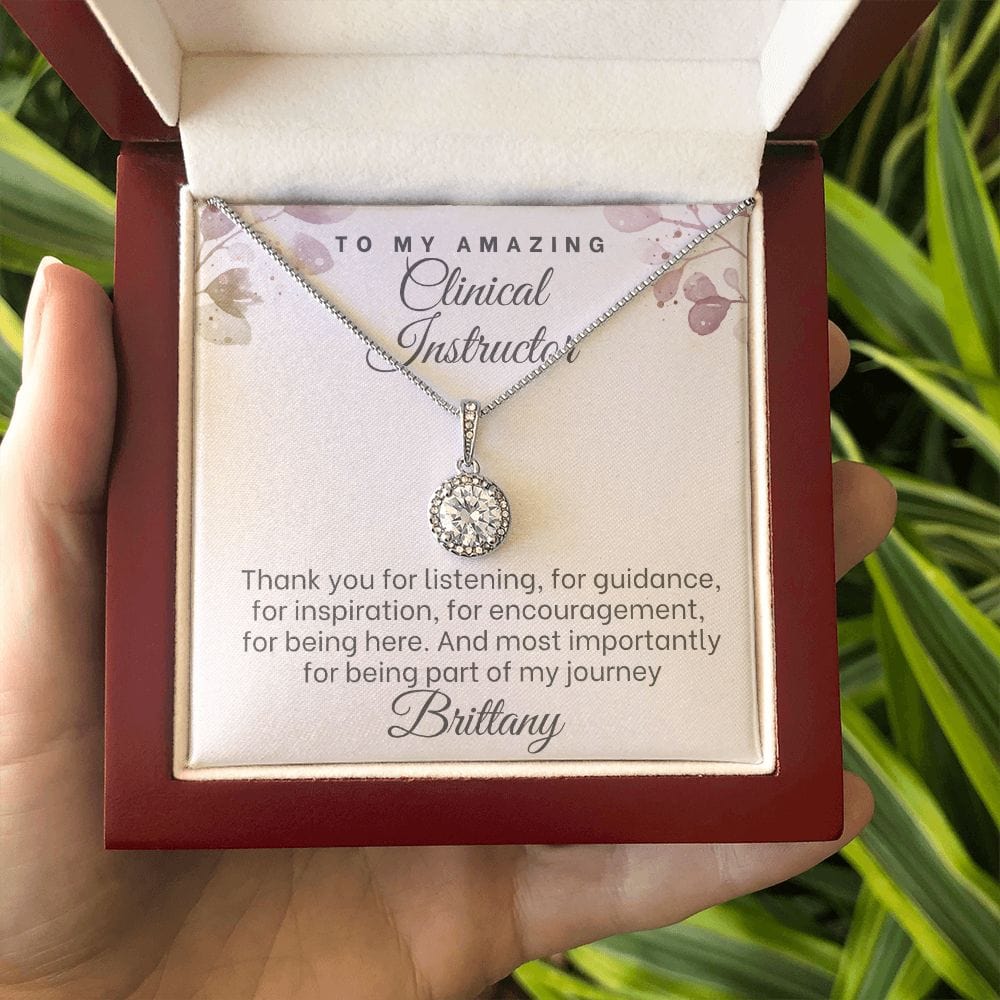 TO MY AMAZING
Clinical
Instructor
Thank you for listening, for guidance,
for inspiration, for encouragement,
for being here. And most importantly
for being part of my journey
Brittany